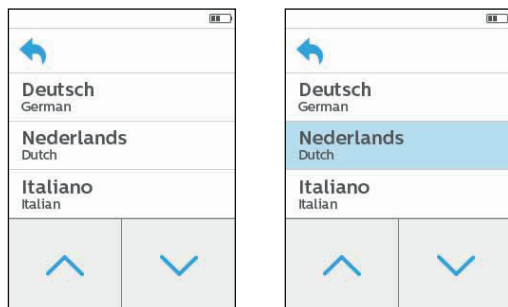 Deutsch
German
Nederlands
Dutch
Italiano
Italian
Deutsch
German
Nederlands
Dutch
Italiano
Italian